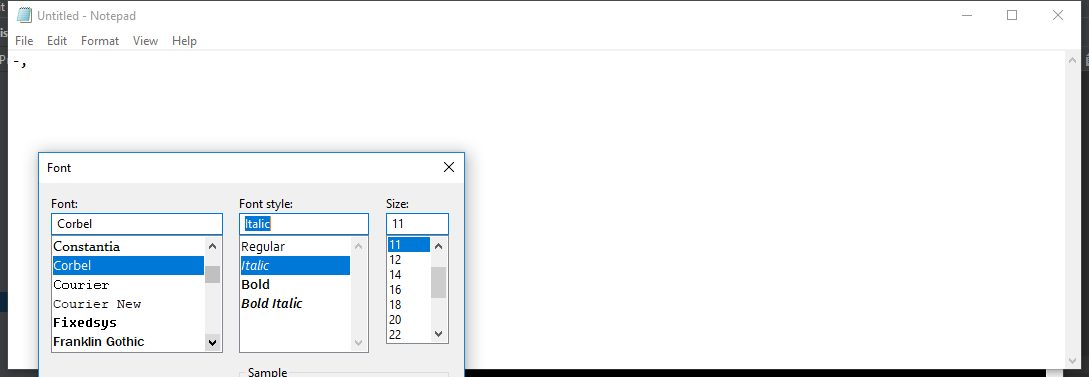 Untitled - Notepad
File Edit Format View Help
-,
Font
Font: Font style: Size:
Corbel Italic 11
Constantia Regular 11
Corbel Italic 12
Courier Bold 14
Courier New Bold Italic 16
Fixedsys 18
Franklin Gothic 20
22
Sample